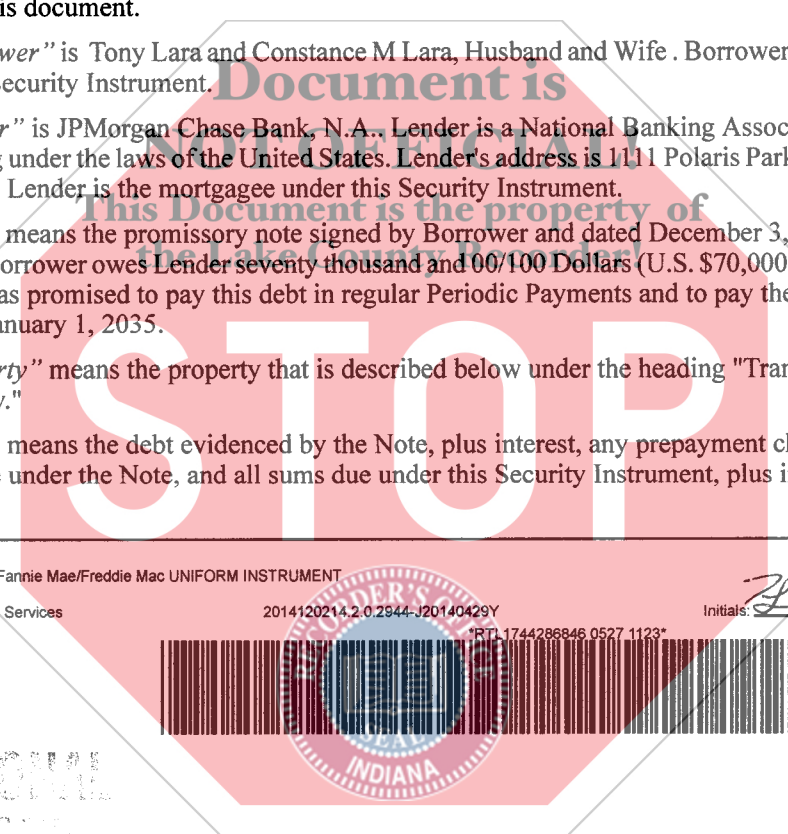 is document.
wer" is Tony Lara and Constance M Lara, Husband and Wife . Borrower
ecurity Instrument.
Document is
r" is JPMorgan Chase Bank, N.A.. Lender is a National Banking Assoc
NOT OFFICIAL!
g under the laws of the United States. Lender's address is 1111 Polaris Park
Lender is the mortgagee under this Security Instrument.
This Document is the property of
means the promissory note signed by Borrower and dated December 3,
the Lake County Recorder!
orrower owes Lender seventy thousand and 00/100 Dollars (U.S. $70,000
as promised to pay this debt in regular Periodic Payments and to pay the
anuary 1, 2035.
rty" means the property that is described below under the heading "Tran
y."
STOP
means the debt evidenced by the Note, plus interest, any prepayment c
under the Note, and all sums due under this Security Instrument, plus i
Fannie Mae/Freddie Mac UNIFORM INSTRUMENT
Services
2014120214.2.0.2944-J20140429Y
Initials:
*RTL1744286846 0527 1123*
RECORDER'S OFFICE
SEAL
INDIANA